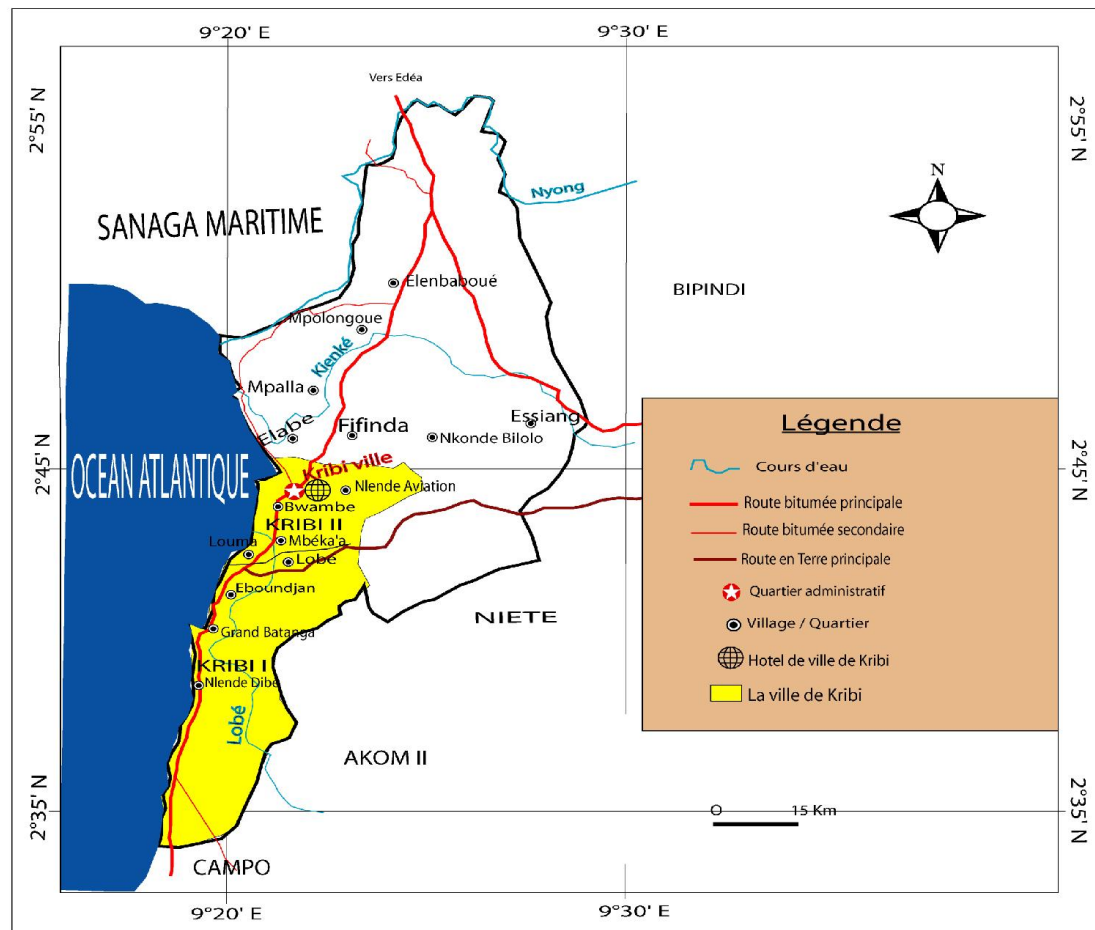 9°20' E
9°30' E
Vers Edéa
2°55' N
2°55' N
N
Nyong
SANAGA MARITIME
Elenbaboué
BIPINDI
Mpolongoue
Kienké
Mpalla
Essiang
Elabe
Fifinda
Nkonde Bilolo
Légende
OCEAN ATLANTIQUE
Kribi ville
2°45' N
2°45' N
Cours d'eau
Nlende Aviation
Bwambe
Route bitumée principale
KRIBI II
Route bitumée secondaire
Louma
Mbéka'a
Lobé
Route en Terre principale
Eboundjan
Quartier administratif
NIETE
Village / Quartier
Grand Batanga
KRIBI I
Hotel de ville de Kribi
Nlende Dibe
La ville de Kribi
Lobé
AKOM II
2°35' N
2°35' N
O 15 Km
CAMPO
9°20' E
9°30' E